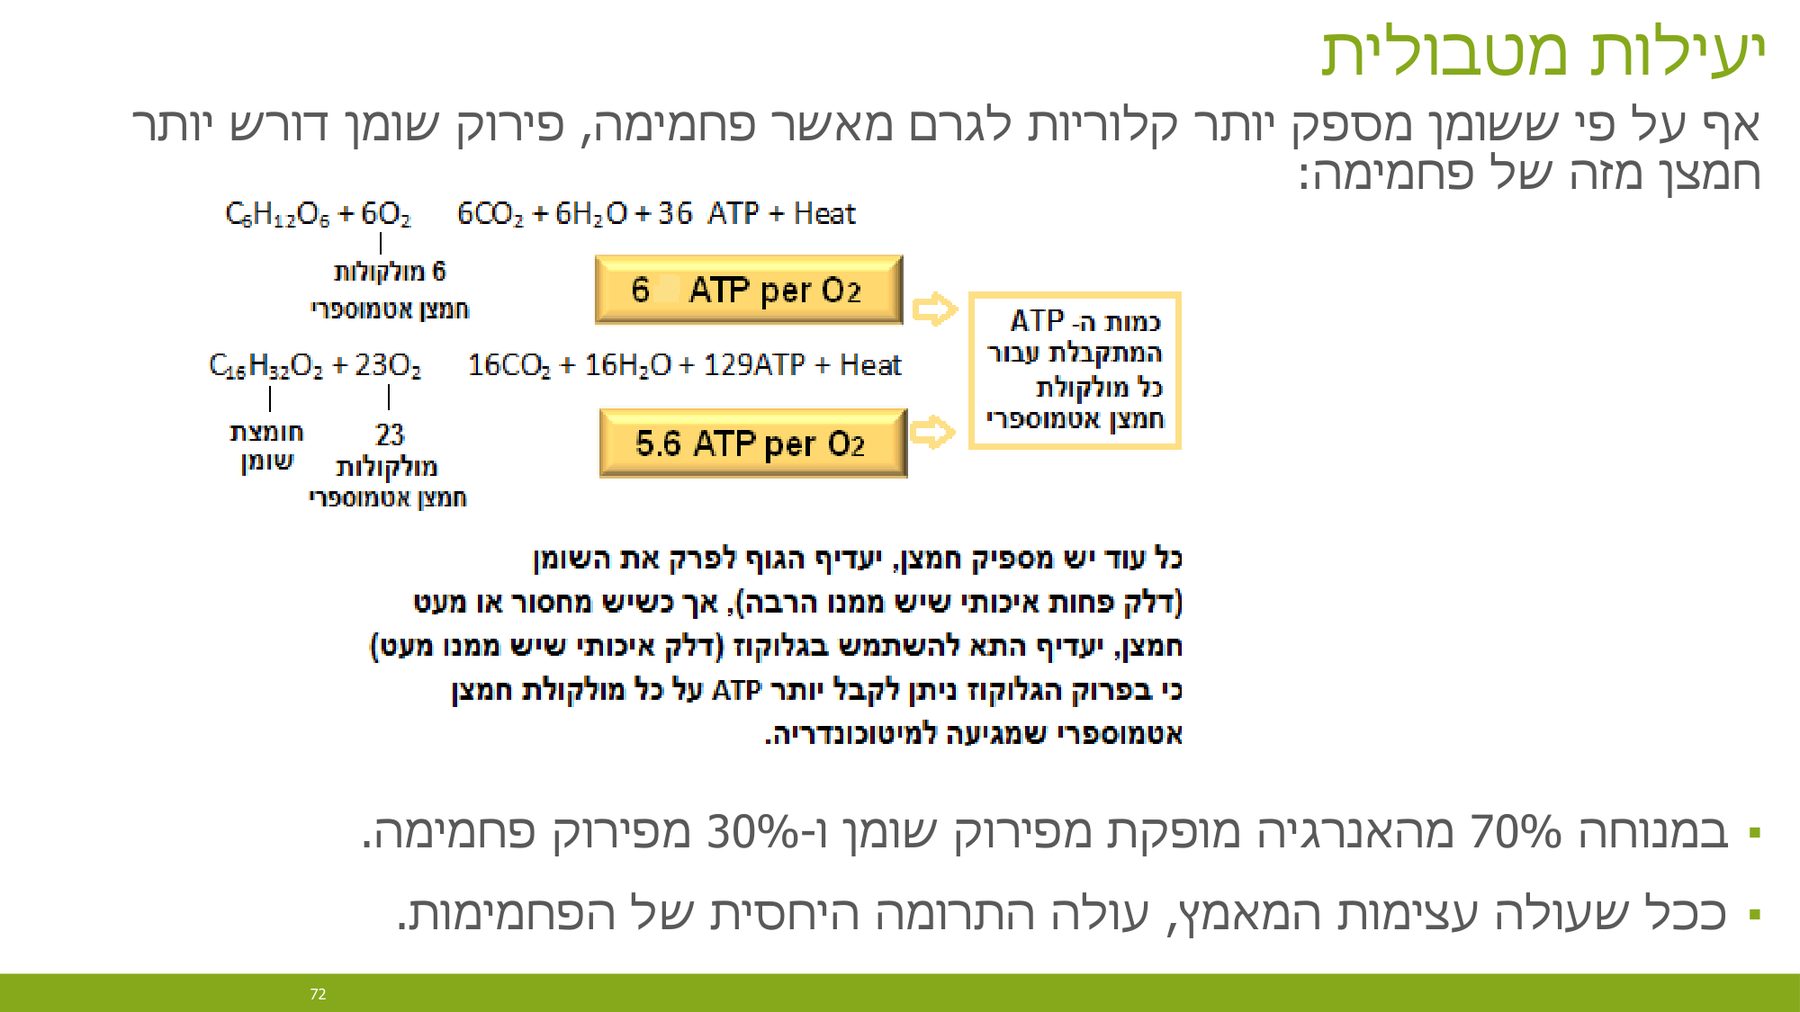 יעילות מטבולית
אף על פי ששומן מספק יותר קלוריות לגרם מאשר פחמימה, פירוק שומן דורש יותר
חמצן מזה של פחמימה:
C₆H₁₂O₆ + 6O₂ 6CO₂ + 6H₂O + 36 ATP + Heat
6 מולקולות
חמצן אטמוספרי
6 ATP per O2
כמות ה- ATP
המתקבלת עבור
כל מולקולת
חמצן אטמוספרי
C₁₆H₃₂O₂ + 23O₂ 16CO₂ + 16H₂O + 129ATP + Heat
חומצת
שומן
23
מולקולות
חמצן אטמוספרי
5.6 ATP per O2
כל עוד יש מספיק חמצן, יעדיף הגוף לפרק את השומן
(דלק פחות איכותי שיש ממנו הרבה), אך כשיש מחסור או מעט
חמצן, יעדיף התא להשתמש בגלוקוז (דלק איכותי שיש ממנו מעט)
כי בפרוק הגלוקוז ניתן לקבל יותר ATP על כל מולקולת חמצן
אטמוספרי שמגיעה למיטוכונדריה.
▪ במנוחה 70% מהאנרגיה מופקת מפירוק שומן ו-30% מפירוק פחמימה.
▪ ככל שעולה עצימות המאמץ, עולה התרומה היחסית של הפחמימות.
72